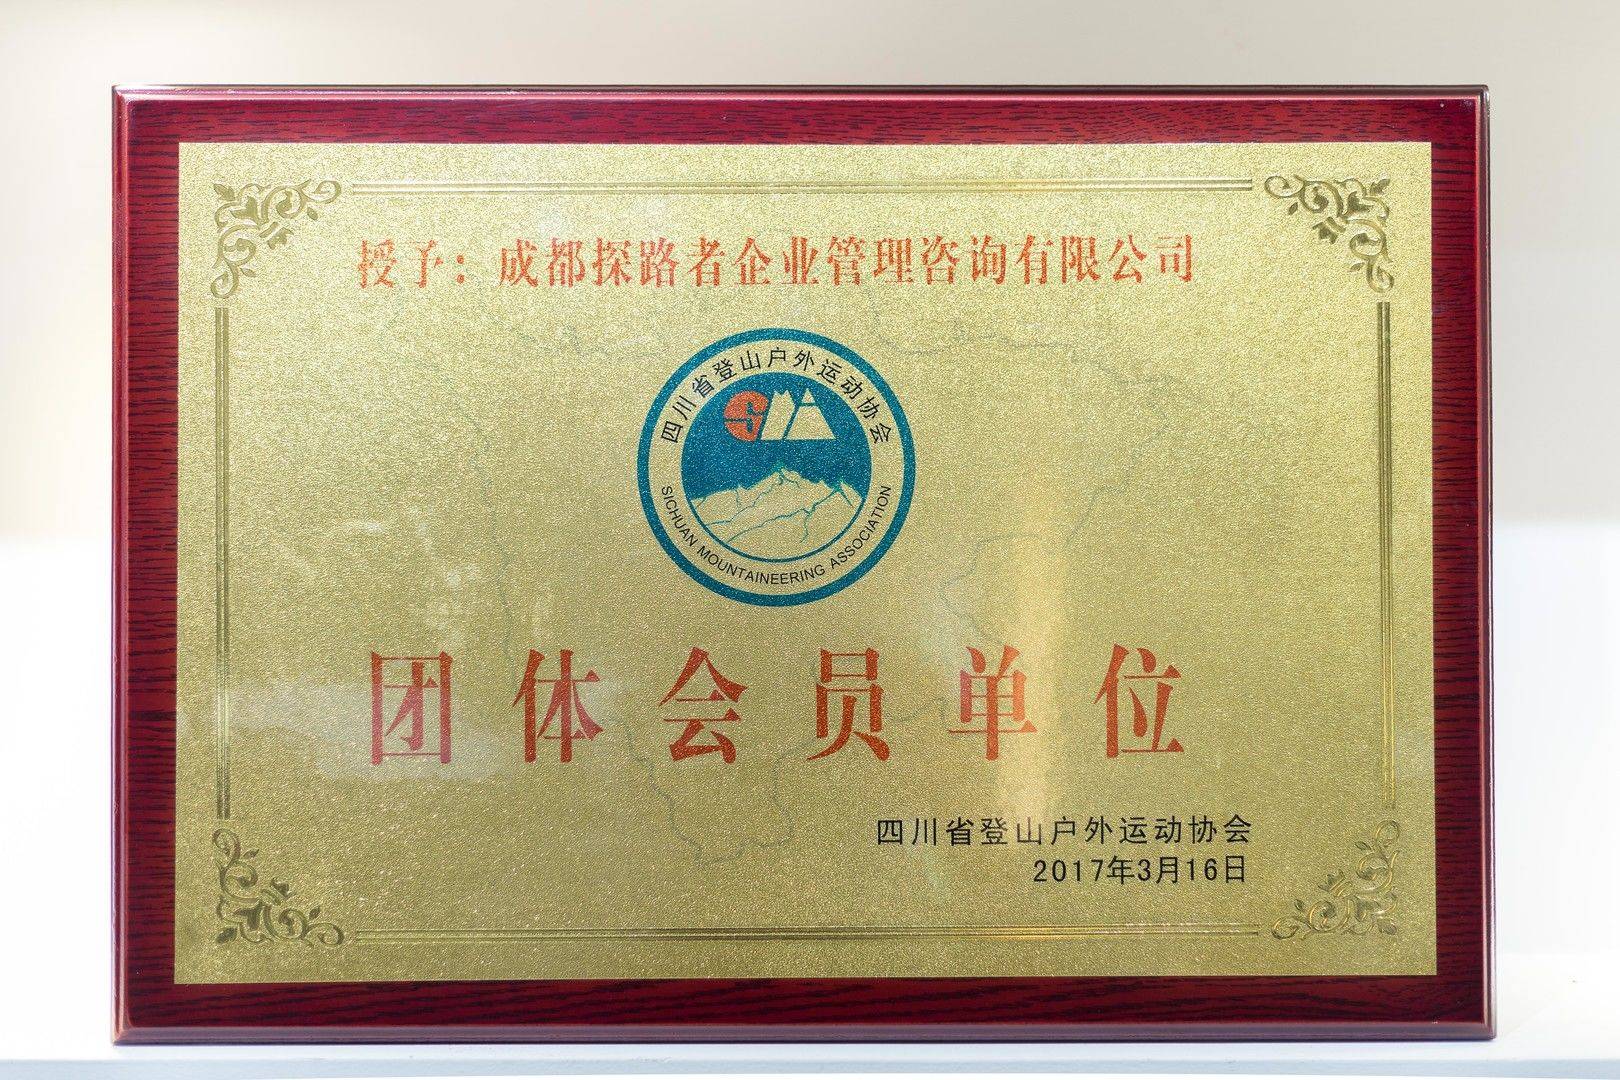 授予：成都探路者企业管理咨询有限公司
四川省登山户外运动协会
SMA
SICHUAN MOUNTAINEERING ASSOCIATION
团体会员单位
四川省登山户外运动协会
2017年3月16日